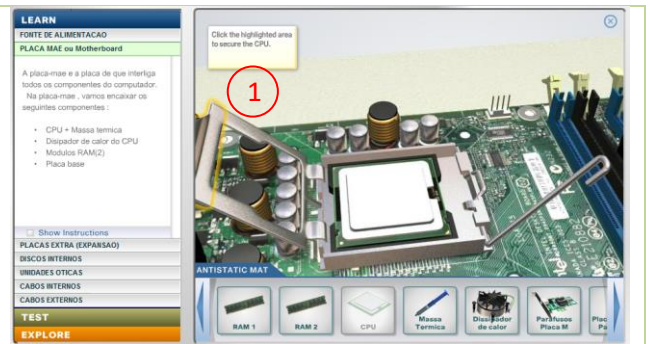 LEARN
FONTE DE ALIMENTACAO
PLACA MAE ou Motherboard
A placa-mae e a placa de que interliga
todos os componentes do computador.
Na placa-mae , vamos encaixar os
seguintes componentes :
• CPU + Massa termica
• Disipador de calor do CPU
• Modulos RAM(2)
• Placa base
Show Instructions
PLACAS EXTRA (EXPANSAO)
DISCOS INTERNOS
UNIDADES OTICAS
CABOS INTERNOS
CABOS EXTERNOS
TEST
EXPLORE
Click the highlighted area
to secure the CPU.
1
ANTISTATIC MAT
RAM 1
RAM 2
CPU
Massa
Termica
Dissipador
de calor
Parafusos
Placa M